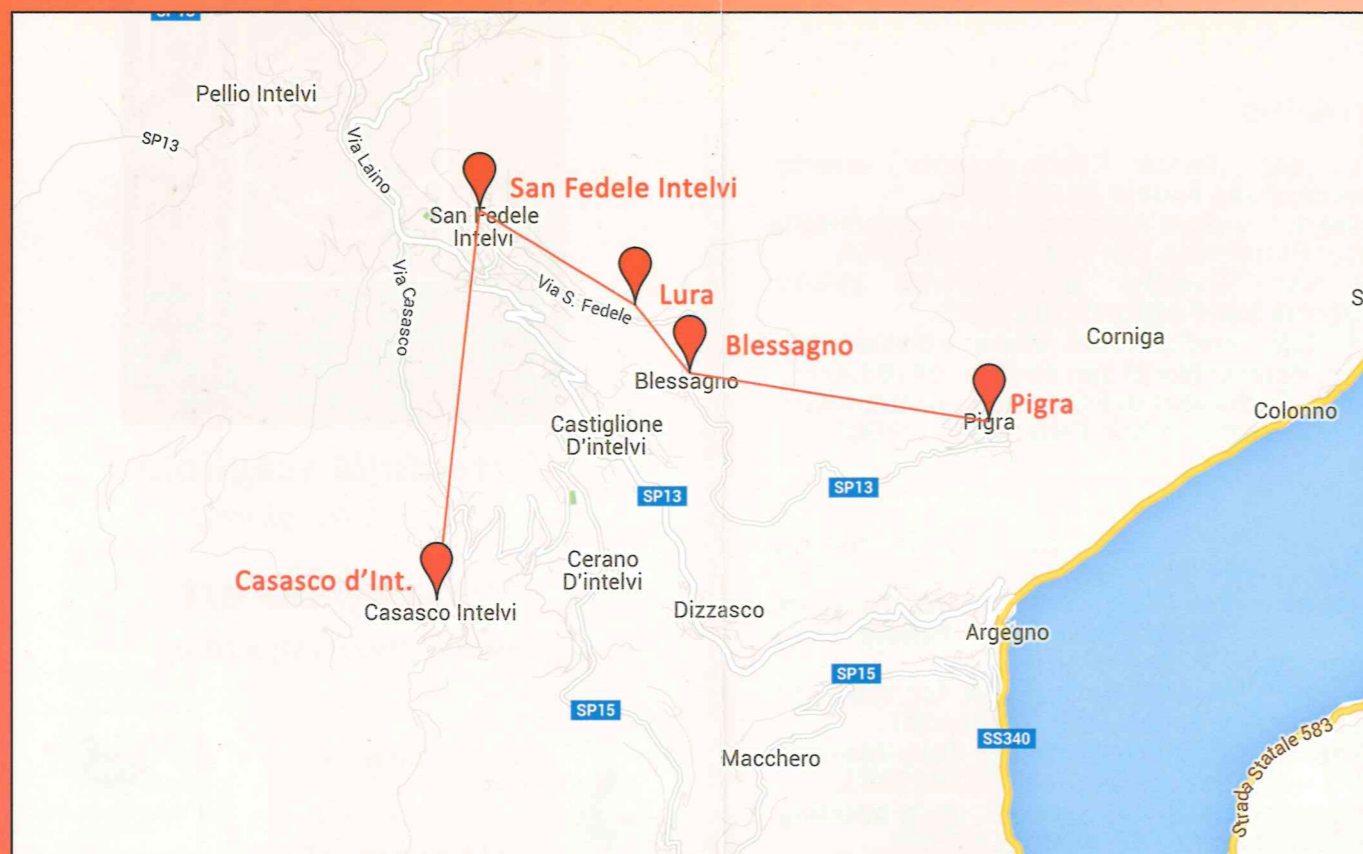 SP13
Pellio Intelvi
SP13
Via Laino
San Fedele Intelvi
San Fedele
Intelvi
Via Casasco
Via S. Fedele
Lura
Blessagno
Blessagno
Corniga
S
Pigra
Pigra
Colonno
Castiglione
D'intelvi
SP13
SP13
Casasco d'Int.
Casasco Intelvi
Cerano
D'intelvi
Dizzasco
Argegno
SP15
SP15
SS340
Macchero
Strada Statale 583